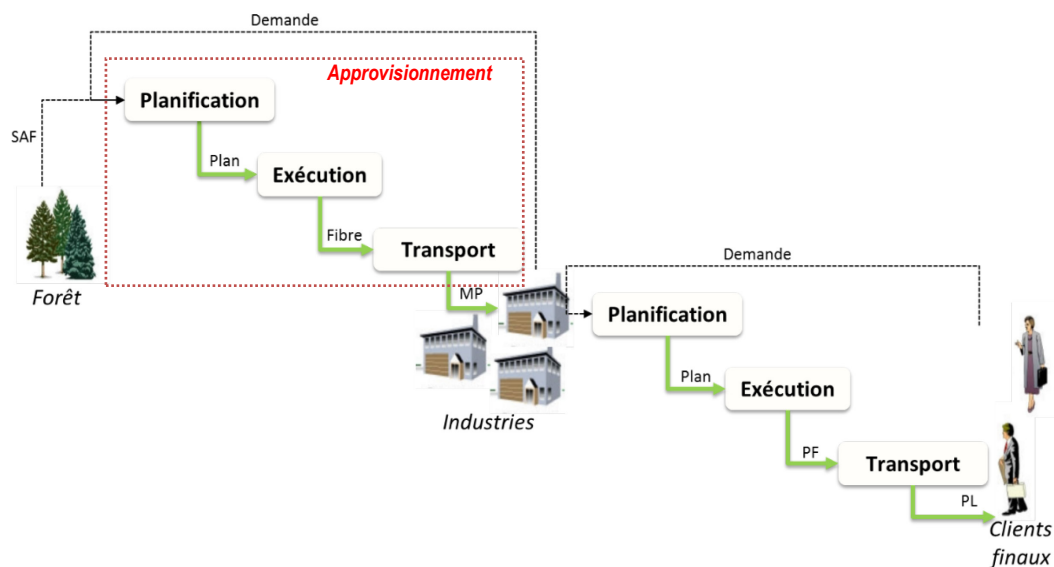 Demande
Approvisionnement
Planification
SAF
Plan
Exécution
Fibre
Transport
Forêt
MP
Industries
Demande
Planification
Plan
Exécution
PF
Transport
PL
Clients
finaux